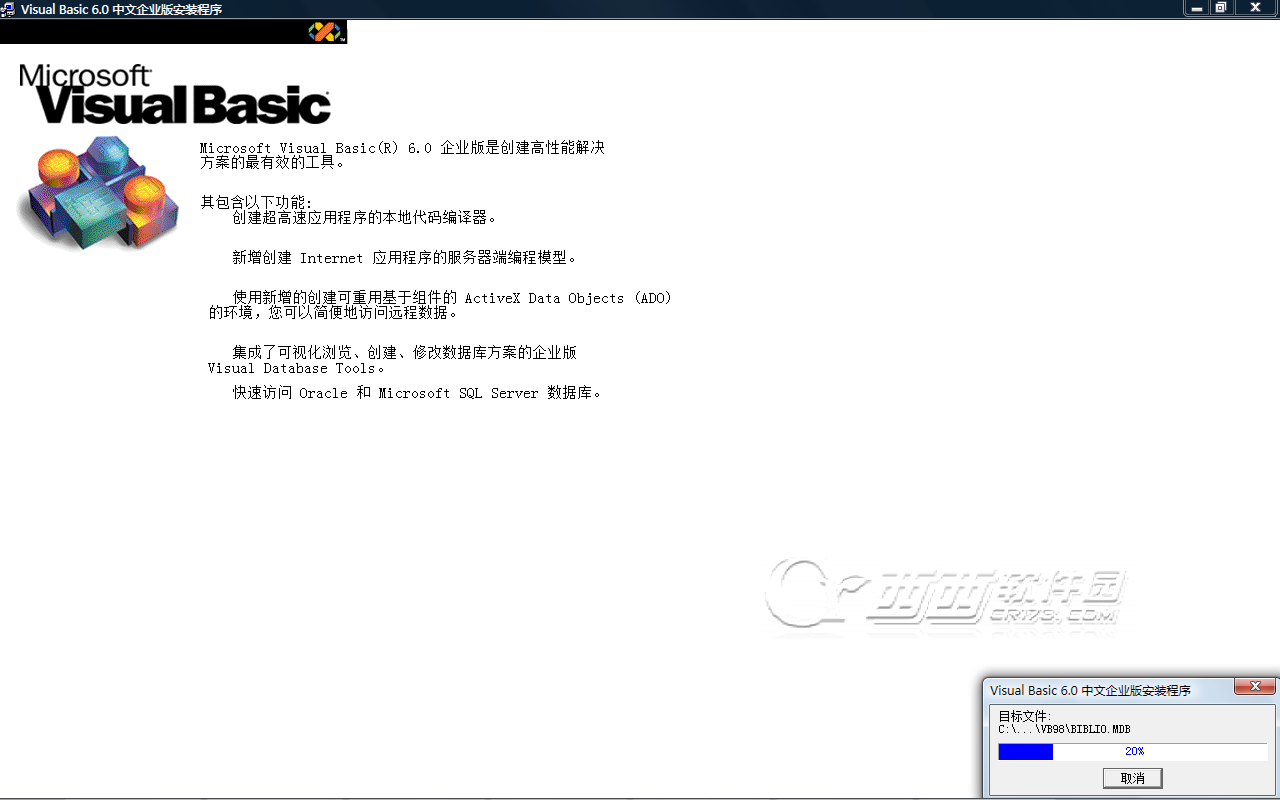 Visual Basic 6.0 中文企业版安装程序
Microsoft
Visual Basic
Microsoft Visual Basic(R) 6.0 企业版是创建高性能解决
方案的最有效的工具。
其包含以下功能:
创建超高速应用程序的本地代码编译器。
新增创建 Internet 应用程序的服务器端编程模型。
使用新增的创建可重用基于组件的 ActiveX Data Objects (ADO)
的环境，您可以简便地访问远程数据。
集成了可视化浏览、创建、修改数据库方案的企业版
Visual Database Tools。
快速访问 Oracle 和 Microsoft SQL Server 数据库。
西西软件园
CR173.COM
Visual Basic 6.0 中文企业版安装程序
目标文件:
C:\...\VB98\BIBLIO.MDB
20%
取消